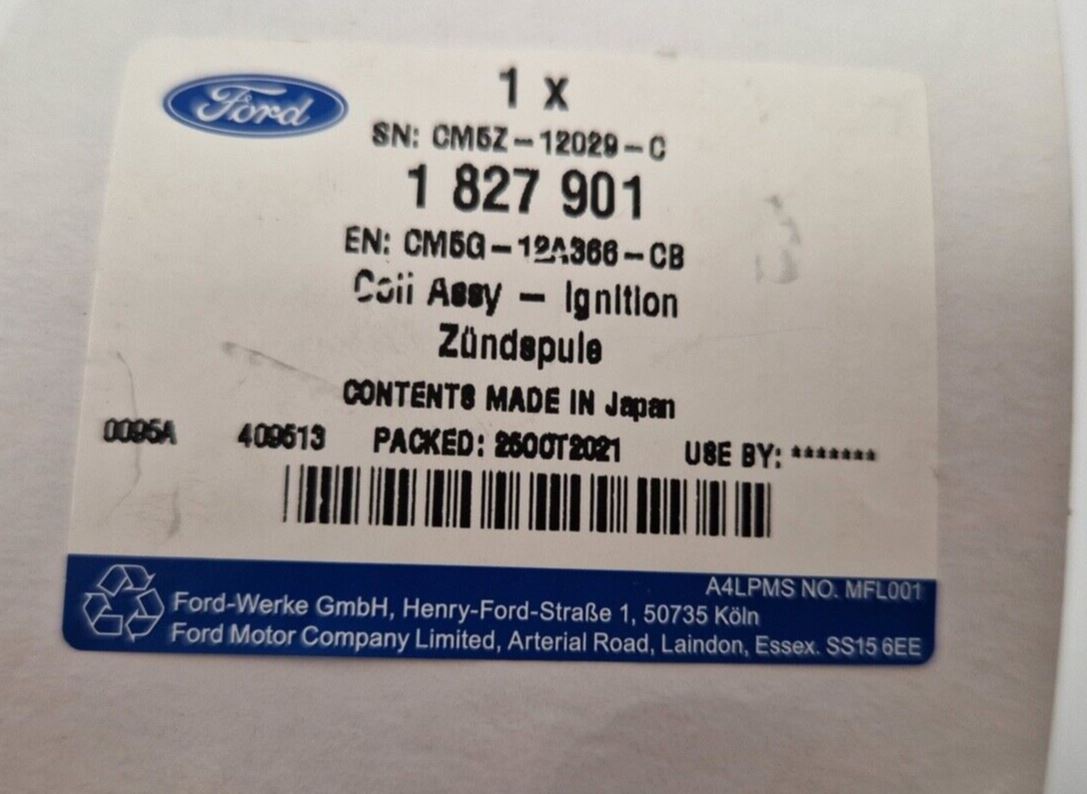 Ford
1 x
SN: CM5Z-12029-C
1 827 901
EN: CM5G-12A366-CB
Coil Assy - Ignition
Zündspule
CONTENTS MADE IN Japan
0095A 409513 PACKED: 25OCT2021 USE BY: *******
A4LPMS NO. MFL001
Ford-Werke GmbH, Henry-Ford-Straße 1, 50735 Köln
Ford Motor Company Limited, Arterial Road, Laindon, Essex. SS15 6EE